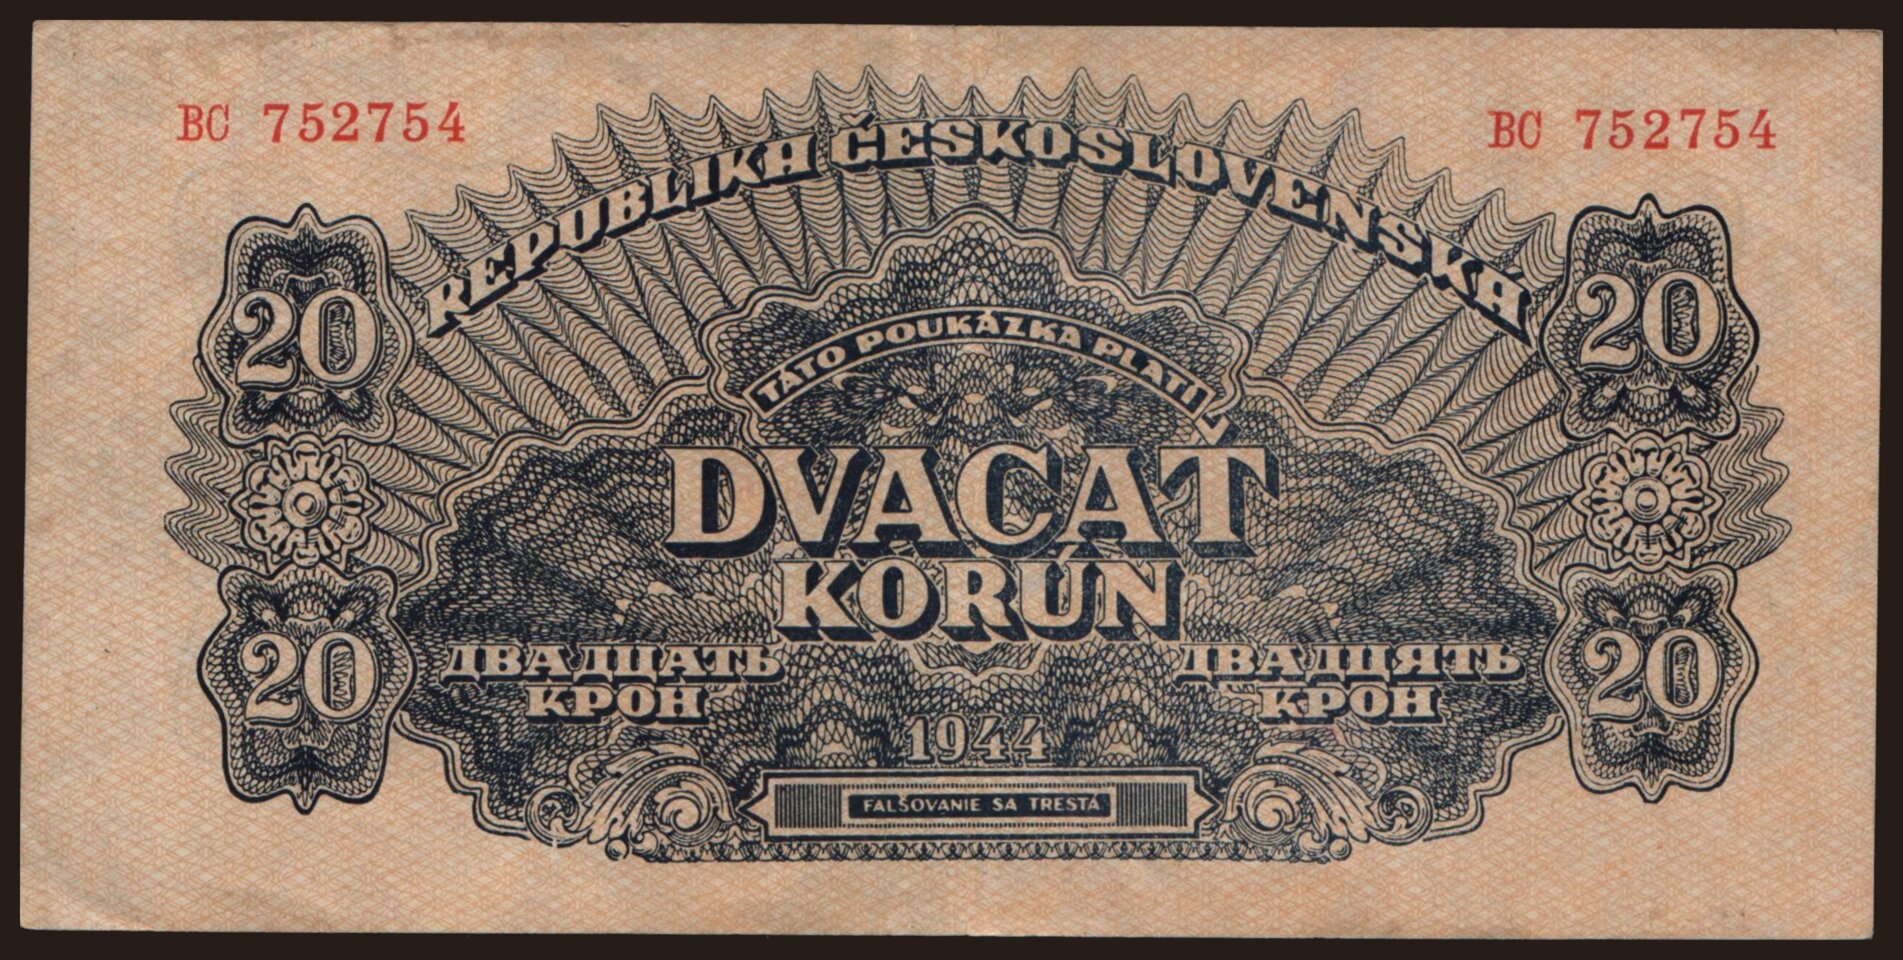 BC 752754
BC 752754
REPUBLIKA ČESKOSLOVENSKÁ
20
20
TÁTO POUKÁZKA PLATÍ
DVACAŤ
KORÚN
20
20
ДВАДЦАТЬ
КРОН
ДВАДЦЯТЬ
КРОН
1944
FALŠOVANIE SA TRESTÁ